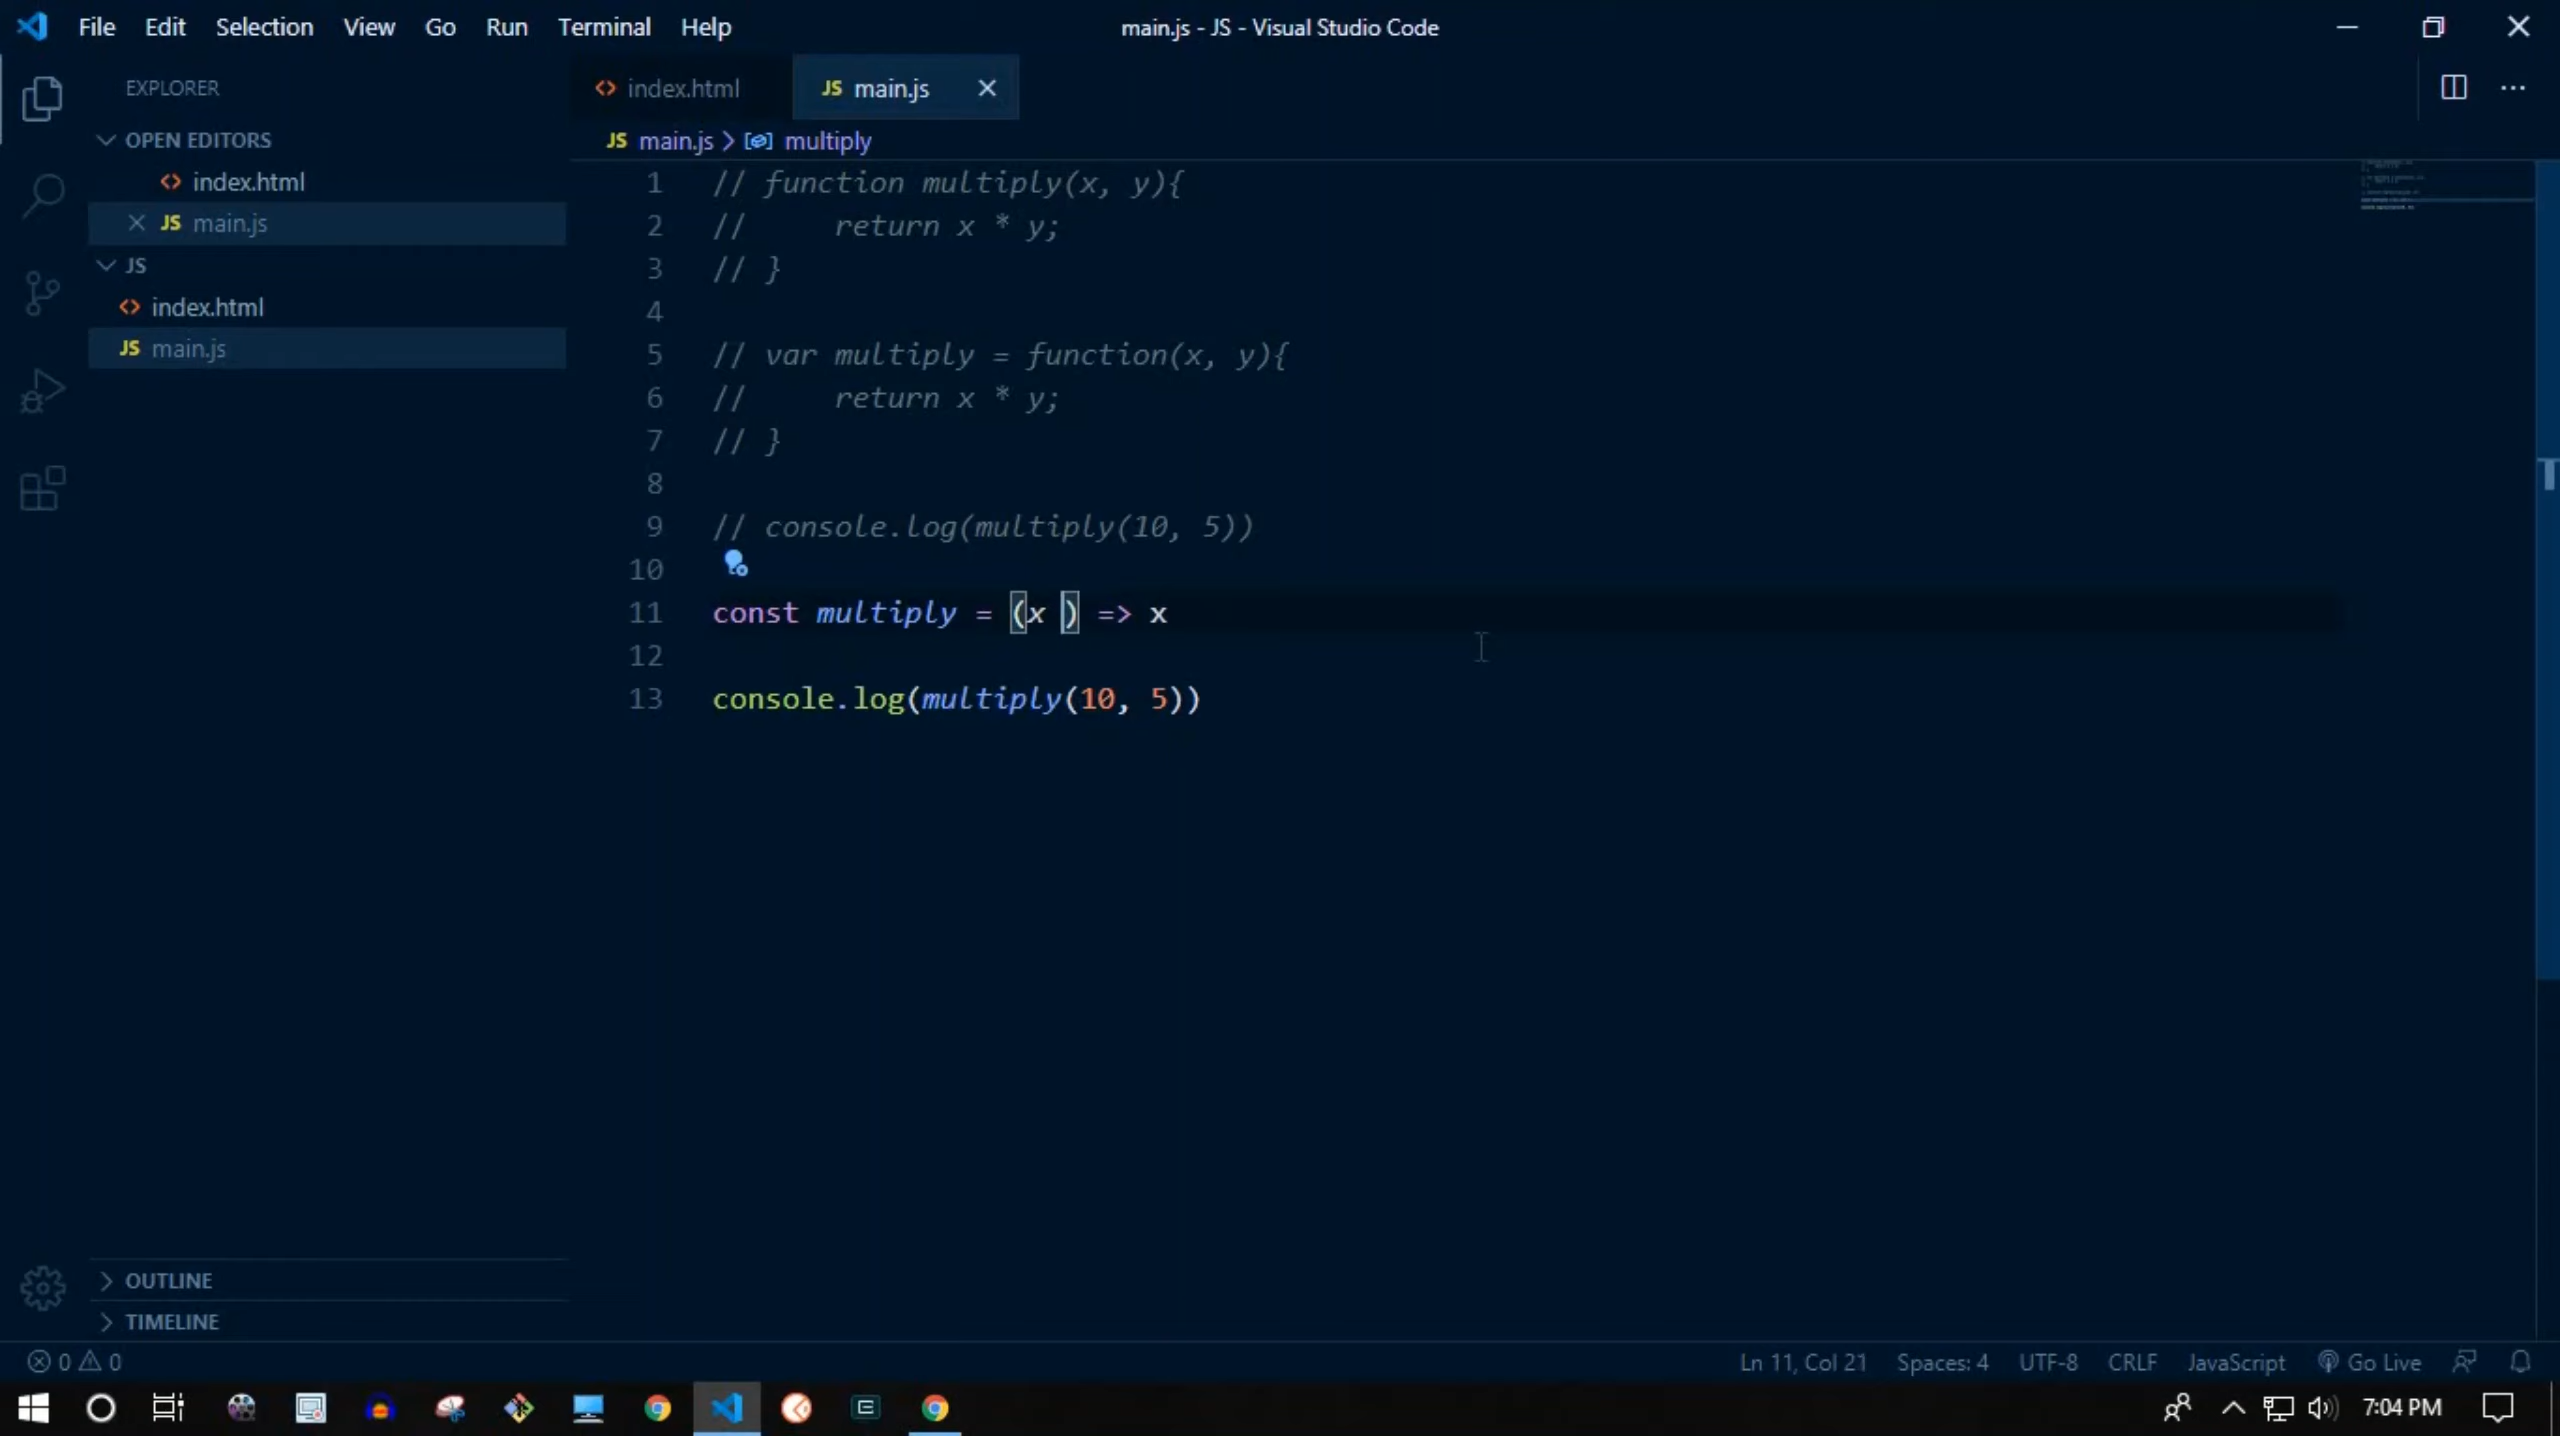 File Edit Selection View Go Run Terminal Help
main.js - JS - Visual Studio Code
EXPLORER
OPEN EDITORS
index.html
JS main.js
JS
index.html
JS main.js
OUTLINE
TIMELINE
index.html
JS main.js
JS main.js > multiply
1 // function multiply(x, y){
2 //     return x * y;
3 // }
4
5 // var multiply = function(x, y){
6 //     return x * y;
7 // }
8
9 // console.log(multiply(10, 5))
10
11 const multiply = (x ) => x
12
13 console.log(multiply(10, 5))
0 0
Ln 11, Col 21 Spaces: 4 UTF-8 CRLF JavaScript Go Live
7:04 PM